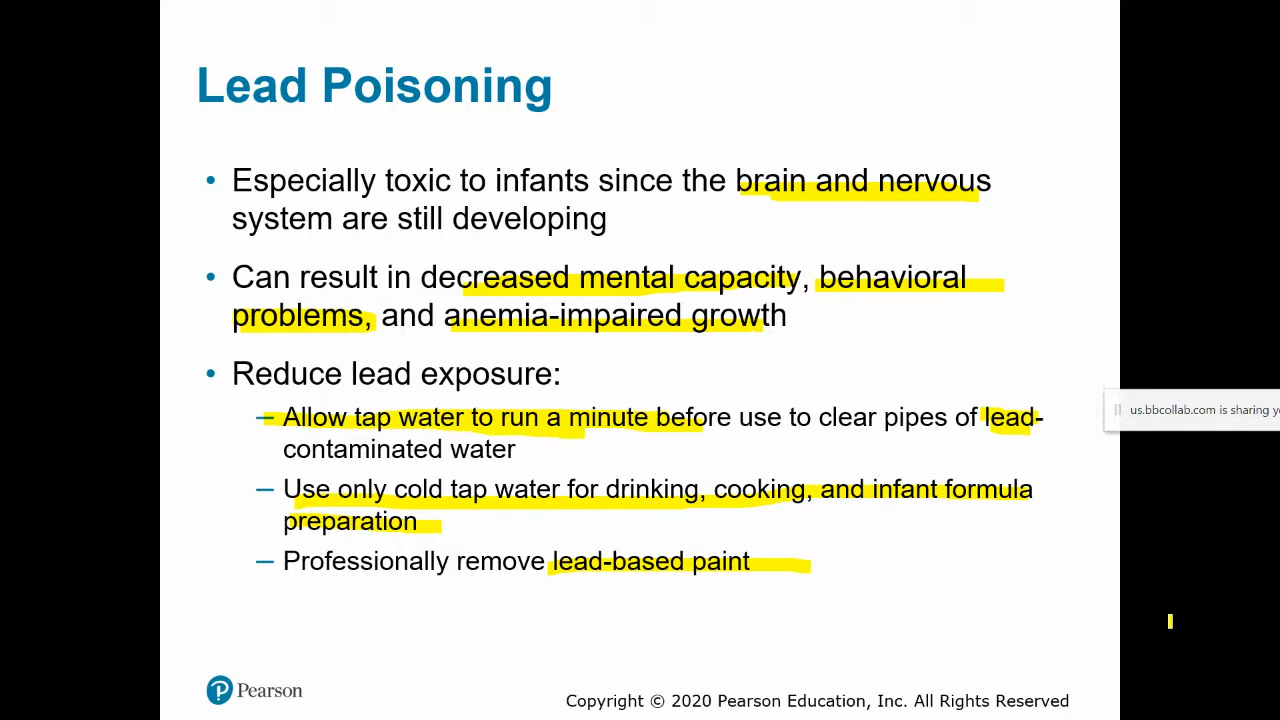 Lead Poisoning
• Especially toxic to infants since the brain and nervous
system are still developing
• Can result in decreased mental capacity, behavioral
problems, and anemia-impaired growth
• Reduce lead exposure:
– Allow tap water to run a minute before use to clear pipes of lead-
contaminated water
– Use only cold tap water for drinking, cooking, and infant formula
preparation
– Professionally remove lead-based paint
us.bbcollab.com is sharing
Pearson
Copyright © 2020 Pearson Education, Inc. All Rights Reserved